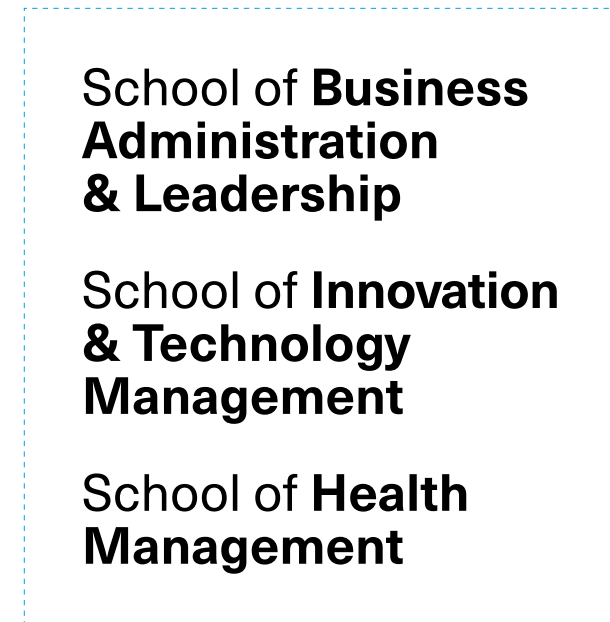 School of Business
Administration
& Leadership
School of Innovation
& Technology
Management
School of Health
Management